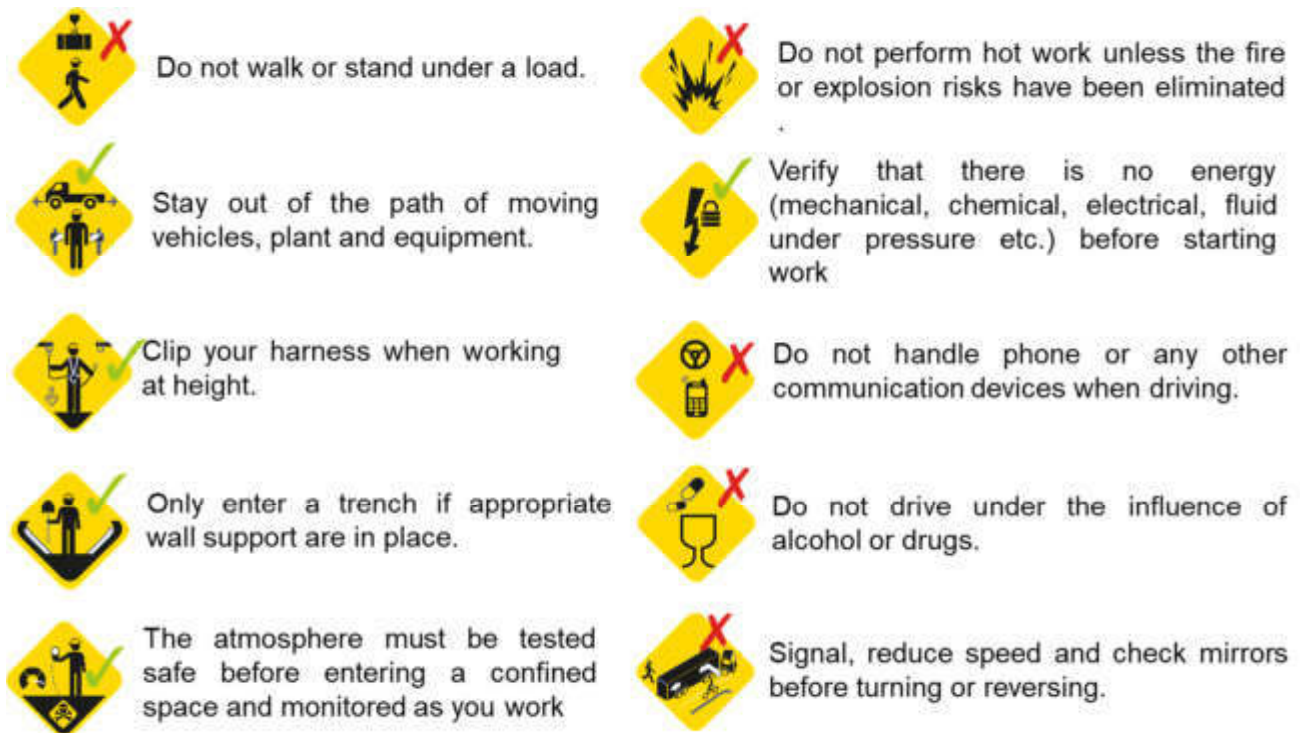 Do not walk or stand under a load.
Stay out of the path of moving
vehicles, plant and equipment.
Clip your harness when working
at height.
Only enter a trench if appropriate
wall support are in place.
The atmosphere must be tested
safe before entering a confined
space and monitored as you work
Do not perform hot work unless the fire
or explosion risks have been eliminated
.
Verify that there is no energy
(mechanical, chemical, electrical, fluid
under pressure etc.) before starting
work
Do not handle phone or any other
communication devices when driving.
Do not drive under the influence of
alcohol or drugs.
Signal, reduce speed and check mirrors
before turning or reversing.